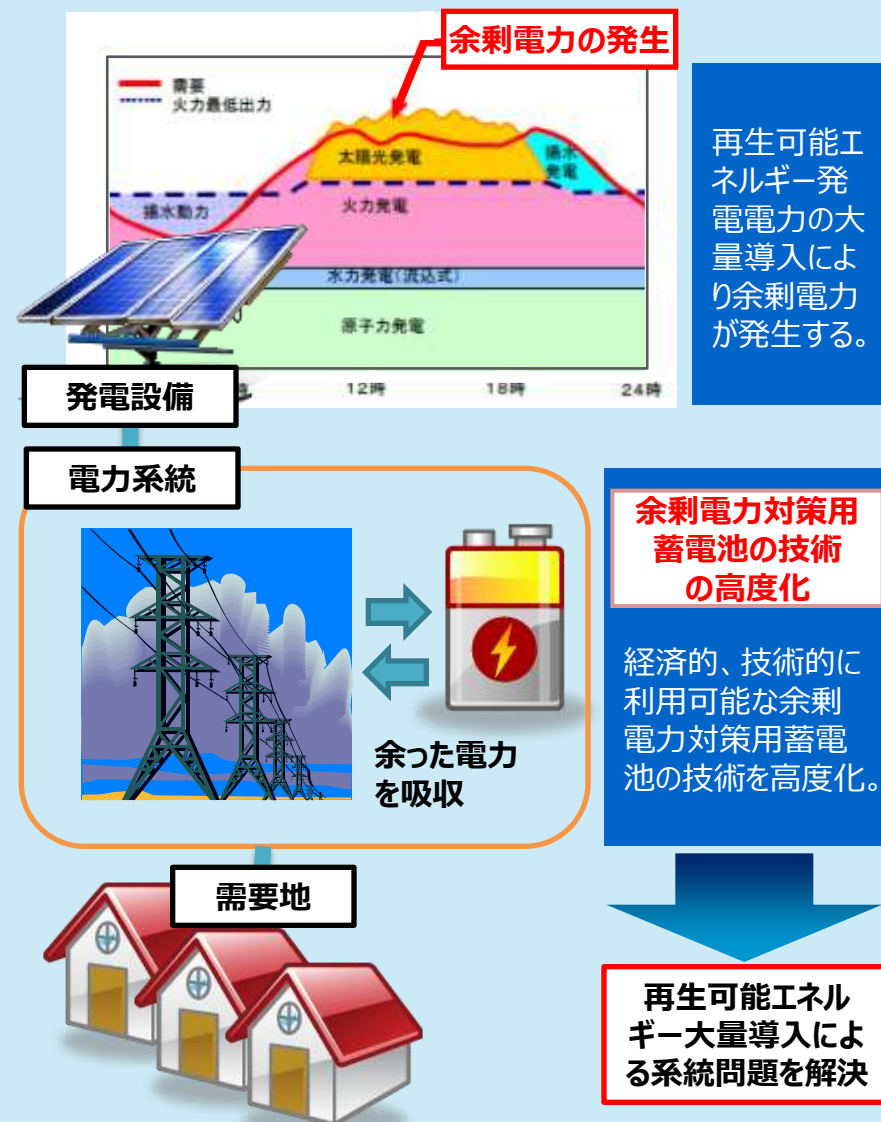 余剰電力の発生
需要
火力最低出力
太陽光発電
揚水
発電
揚水動力
火力発電
水力発電(流込式)
原子力発電
12時
18時
24時
再生可能エ
ネルギー発
電電力の大
量導入によ
り余剰電力
が発生する。
発電設備
電力系統
余った電力
を吸収
余剰電力対策用
蓄電池の技術
の高度化
経済的、技術的に
利用可能な余剰
電力対策用蓄電
池の技術を高度化。
需要地
再生可能エネル
ギー大量導入によ
る系統問題を解決